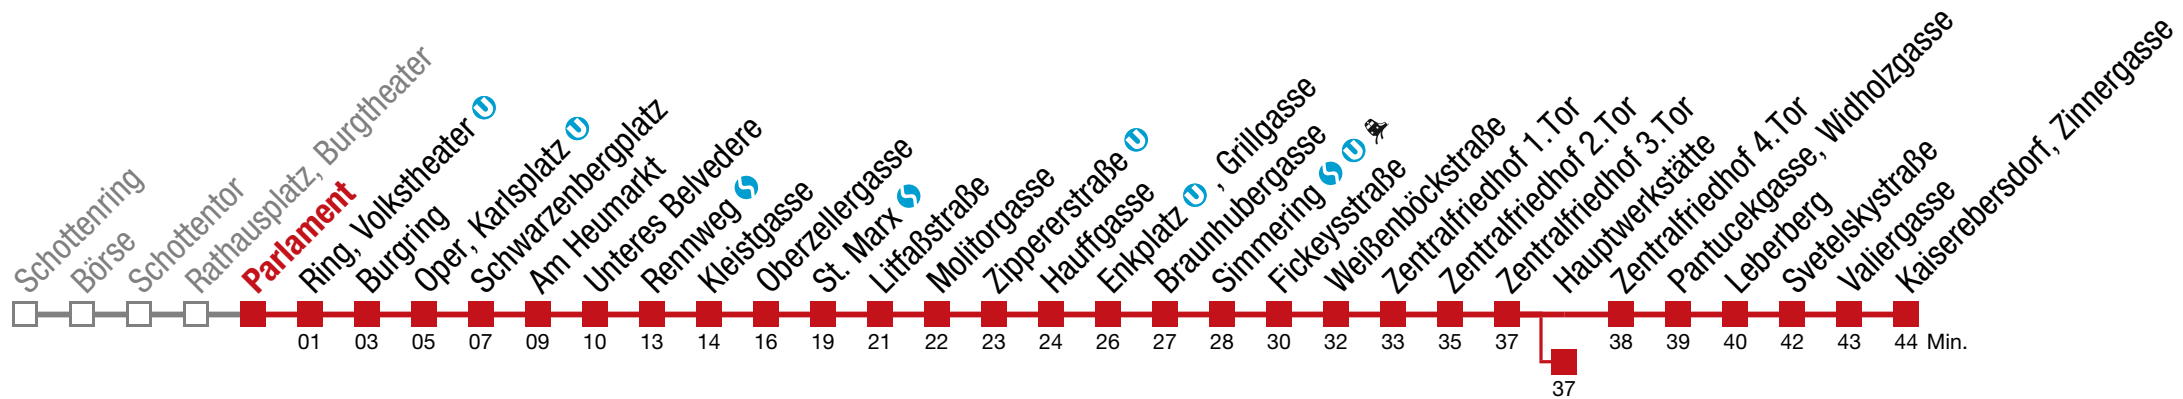 Schottenring
Börse
Schottentor
Rathausplatz, Burgtheater
Parlament
Ring, Volkstheater U
Burgring
Oper, Karlsplatz U
Schwarzenbergplatz
Am Heumarkt
Unteres Belvedere
Rennweg S
Kleistgasse
Oberzellergasse
St. Marx S
Litfaßstraße
Molitorgasse
Zippererstraße U
Hauffgasse
Enkplatz U , Grillgasse
Braunhubergasse
Simmering S U
Fickeysstraße
Weißenböckstraße
Zentralfriedhof 1.Tor
Zentralfriedhof 2.Tor
Zentralfriedhof 3.Tor
Hauptwerkstätte
Zentralfriedhof 4.Tor
Pantucekgasse, Widholzgasse
Leberberg
Svetelskystraße
Valiergasse
Kaiserebersdorf, Zinnergasse
01 03 05 07 09 10 13 14 16 19 21 22 23 24 26 27 28 30 32 33 35 37 38 39 40 42 43 44 Min.
37